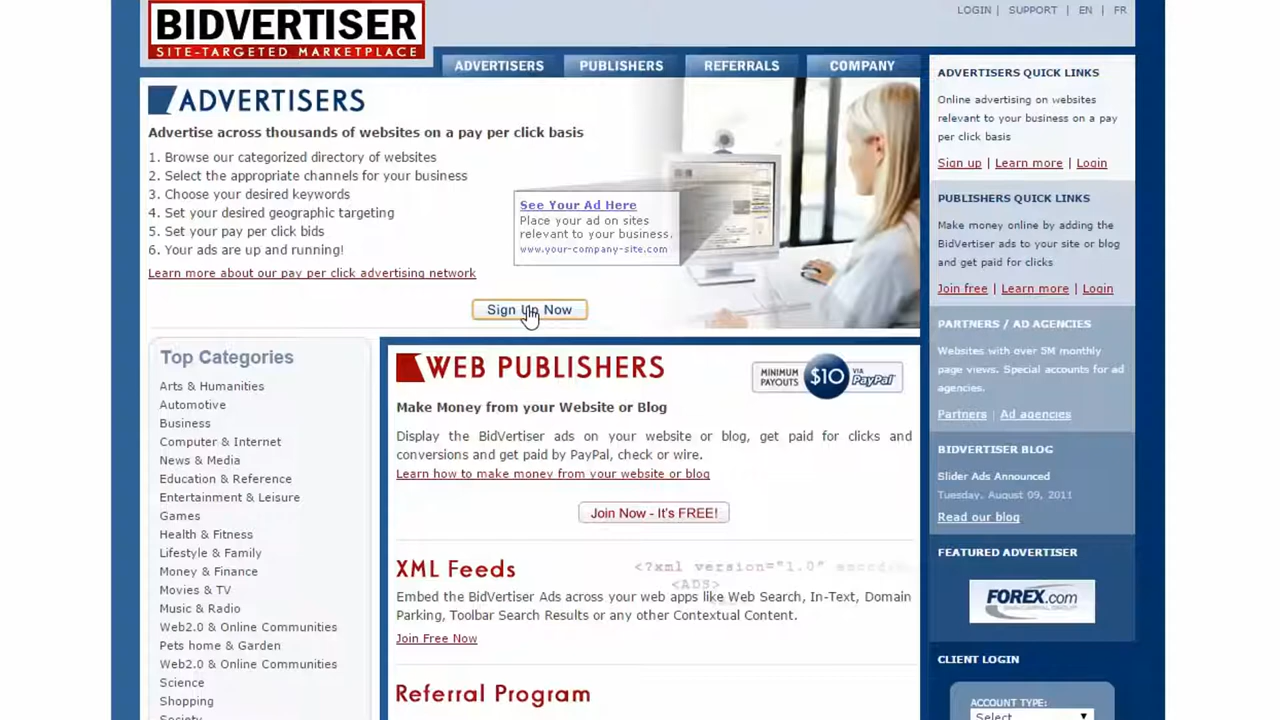 BIDVERTISER
SITE-TARGETED MARKETPLACE
LOGIN | SUPPORT | EN | FR
ADVERTISERS
PUBLISHERS
REFERRALS
COMPANY
ADVERTISERS
Advertise across thousands of websites on a pay per click basis
1. Browse our categorized directory of websites
2. Select the appropriate channels for your business
3. Choose your desired keywords
4. Set your desired geographic targeting
5. Set your pay per click bids
6. Your ads are up and running!
Learn more about our pay per click advertising network
See Your Ad Here
Place your ad on sites
relevant to your business.
www.your-company-site.com
Sign Up Now
Top Categories
Arts & Humanities
Automotive
Business
Computer & Internet
News & Media
Education & Reference
Entertainment & Leisure
Games
Health & Fitness
Lifestyle & Family
Money & Finance
Movies & TV
Music & Radio
Web2.0 & Online Communities
Pets home & Garden
Web2.0 & Online Communities
Science
Shopping
Society
WEB PUBLISHERS
MINIMUM
PAYOUTS
$10
VIA
PayPal
Make Money from your Website or Blog
Display the BidVertiser ads on your website or blog, get paid for clicks and
conversions and get paid by PayPal, check or wire.
Learn how to make money from your website or blog
Join Now - It's FREE!
XML Feeds
<?xml version="1.0"
<ADS>
Embed the BidVertiser Ads across your web apps like Web Search, In-Text, Domain
Parking, Toolbar Search Results or any other Contextual Content.
Join Free Now
Referral Program
ADVERTISERS QUICK LINKS
Online advertising on websites
relevant to your business on a pay
per click basis
Sign up | Learn more | Login
PUBLISHERS QUICK LINKS
Make money online by adding the
BidVertiser ads to your site or blog
and get paid for clicks
Join free | Learn more | Login
PARTNERS / AD AGENCIES
Websites with over 5M monthly
page views. Special accounts for ad
agencies.
Partners | Ad agencies
BIDVERTISER BLOG
Slider Ads Announced
Tuesday, August 09, 2011
Read our blog
FEATURED ADVERTISER
FOREX.com
CLIENT LOGIN
ACCOUNT TYPE:
Select